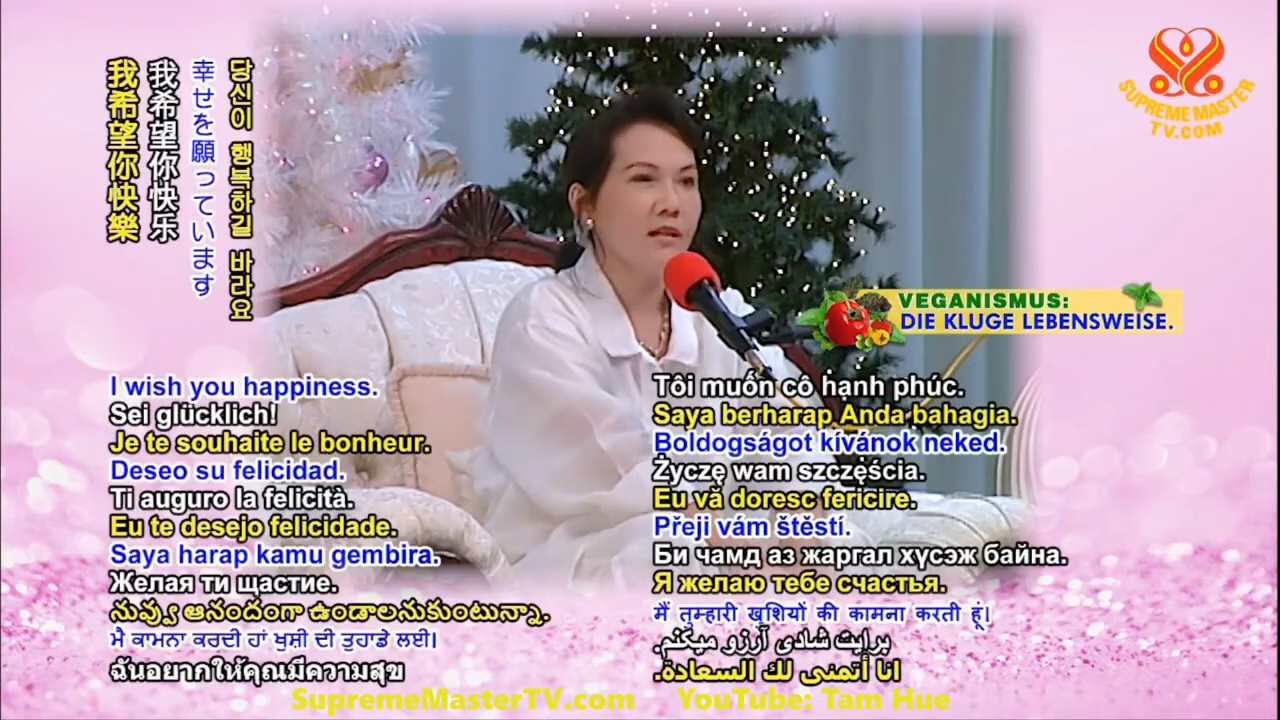 我希望你快樂
我希望你快乐
幸せを願っています
당신이 행복하길 바라요
SUPREME MASTER
TV.COM
VEGANISMUS:
DIE KLUGE LEBENSWEISE.
I wish you happiness.
Sei glücklich!
Je te souhaite le bonheur.
Deseo su felicidad.
Ti auguro la felicità.
Eu te desejo felicidade.
Saya harap kamu gembira.
Желая ти щастие.
నువ్వు ఆనందంగా ఉండాలనుకుంటున్నా.
ਮੈ ਕਾਮਨਾ ਕਰਦੀ ਹਾਂ ਖੁਸ਼ੀ ਦੀ ਤੁਹਾਡੇ ਲਈ।
ฉันอยากให้คุณมีความสุข
Tôi muốn cô hạnh phúc.
Saya berharap Anda bahagia.
Boldogságot kívánok neked.
Życzę wam szczęścia.
Eu vă doresc fericire.
Přeji vám štěstí.
Би чамд аз жаргал хүсэж байна.
Я желаю тебе счастья.
मैं तुम्हारी खुशियों की कामना करती हूं।
برایت شادی آرزو میکنم.
انا أتمنى لك السعادة.
SupremeMasterTV.com YouTube: Tam Hue